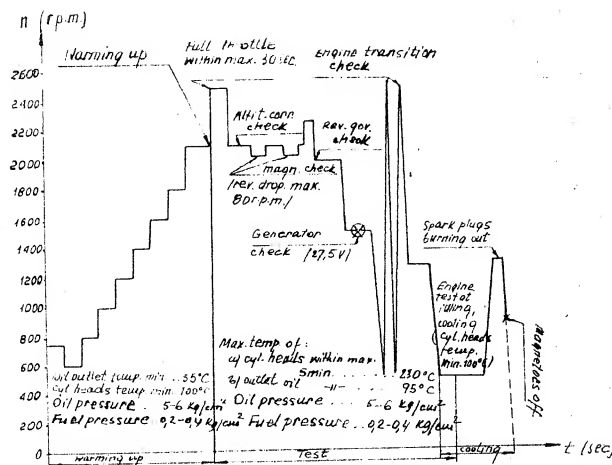 n (r.p.m.)
Full throttle
within max. 30 sec.
Engine transition
check
Warming up
2600
2400
2200
2000
1800
1600
1400
1200
1000
800
600
400
200
0
Altit. corr.
check
Rev. gov.
chsok
magn. check
/rev. drop. max.
80 r.p.m./
Generator
check /27,5 V/
Spark plugs
burning out
Engine
test at
idling,
cooling
(Cyl. heads
temp.
min. 100°C)
Magnetoes off
Max. temp of:
a/ cyl. heads within max.
5min. . . . 230°C
b/ outlet oil -"- . . . 95°C
Oil outlet temp. min. . . 35°C
Cyl heads temp min. 100°C
Oil pressure . 5-6 kg/cm²
Fuel pressure . 0,2-0,4 kg/cm²
Oil pressure . . . . 5-6 kg/cm²
Fuel pressure . 0,2-0,4 kg/cm²
warming up
Test
cooling
t (sec.)